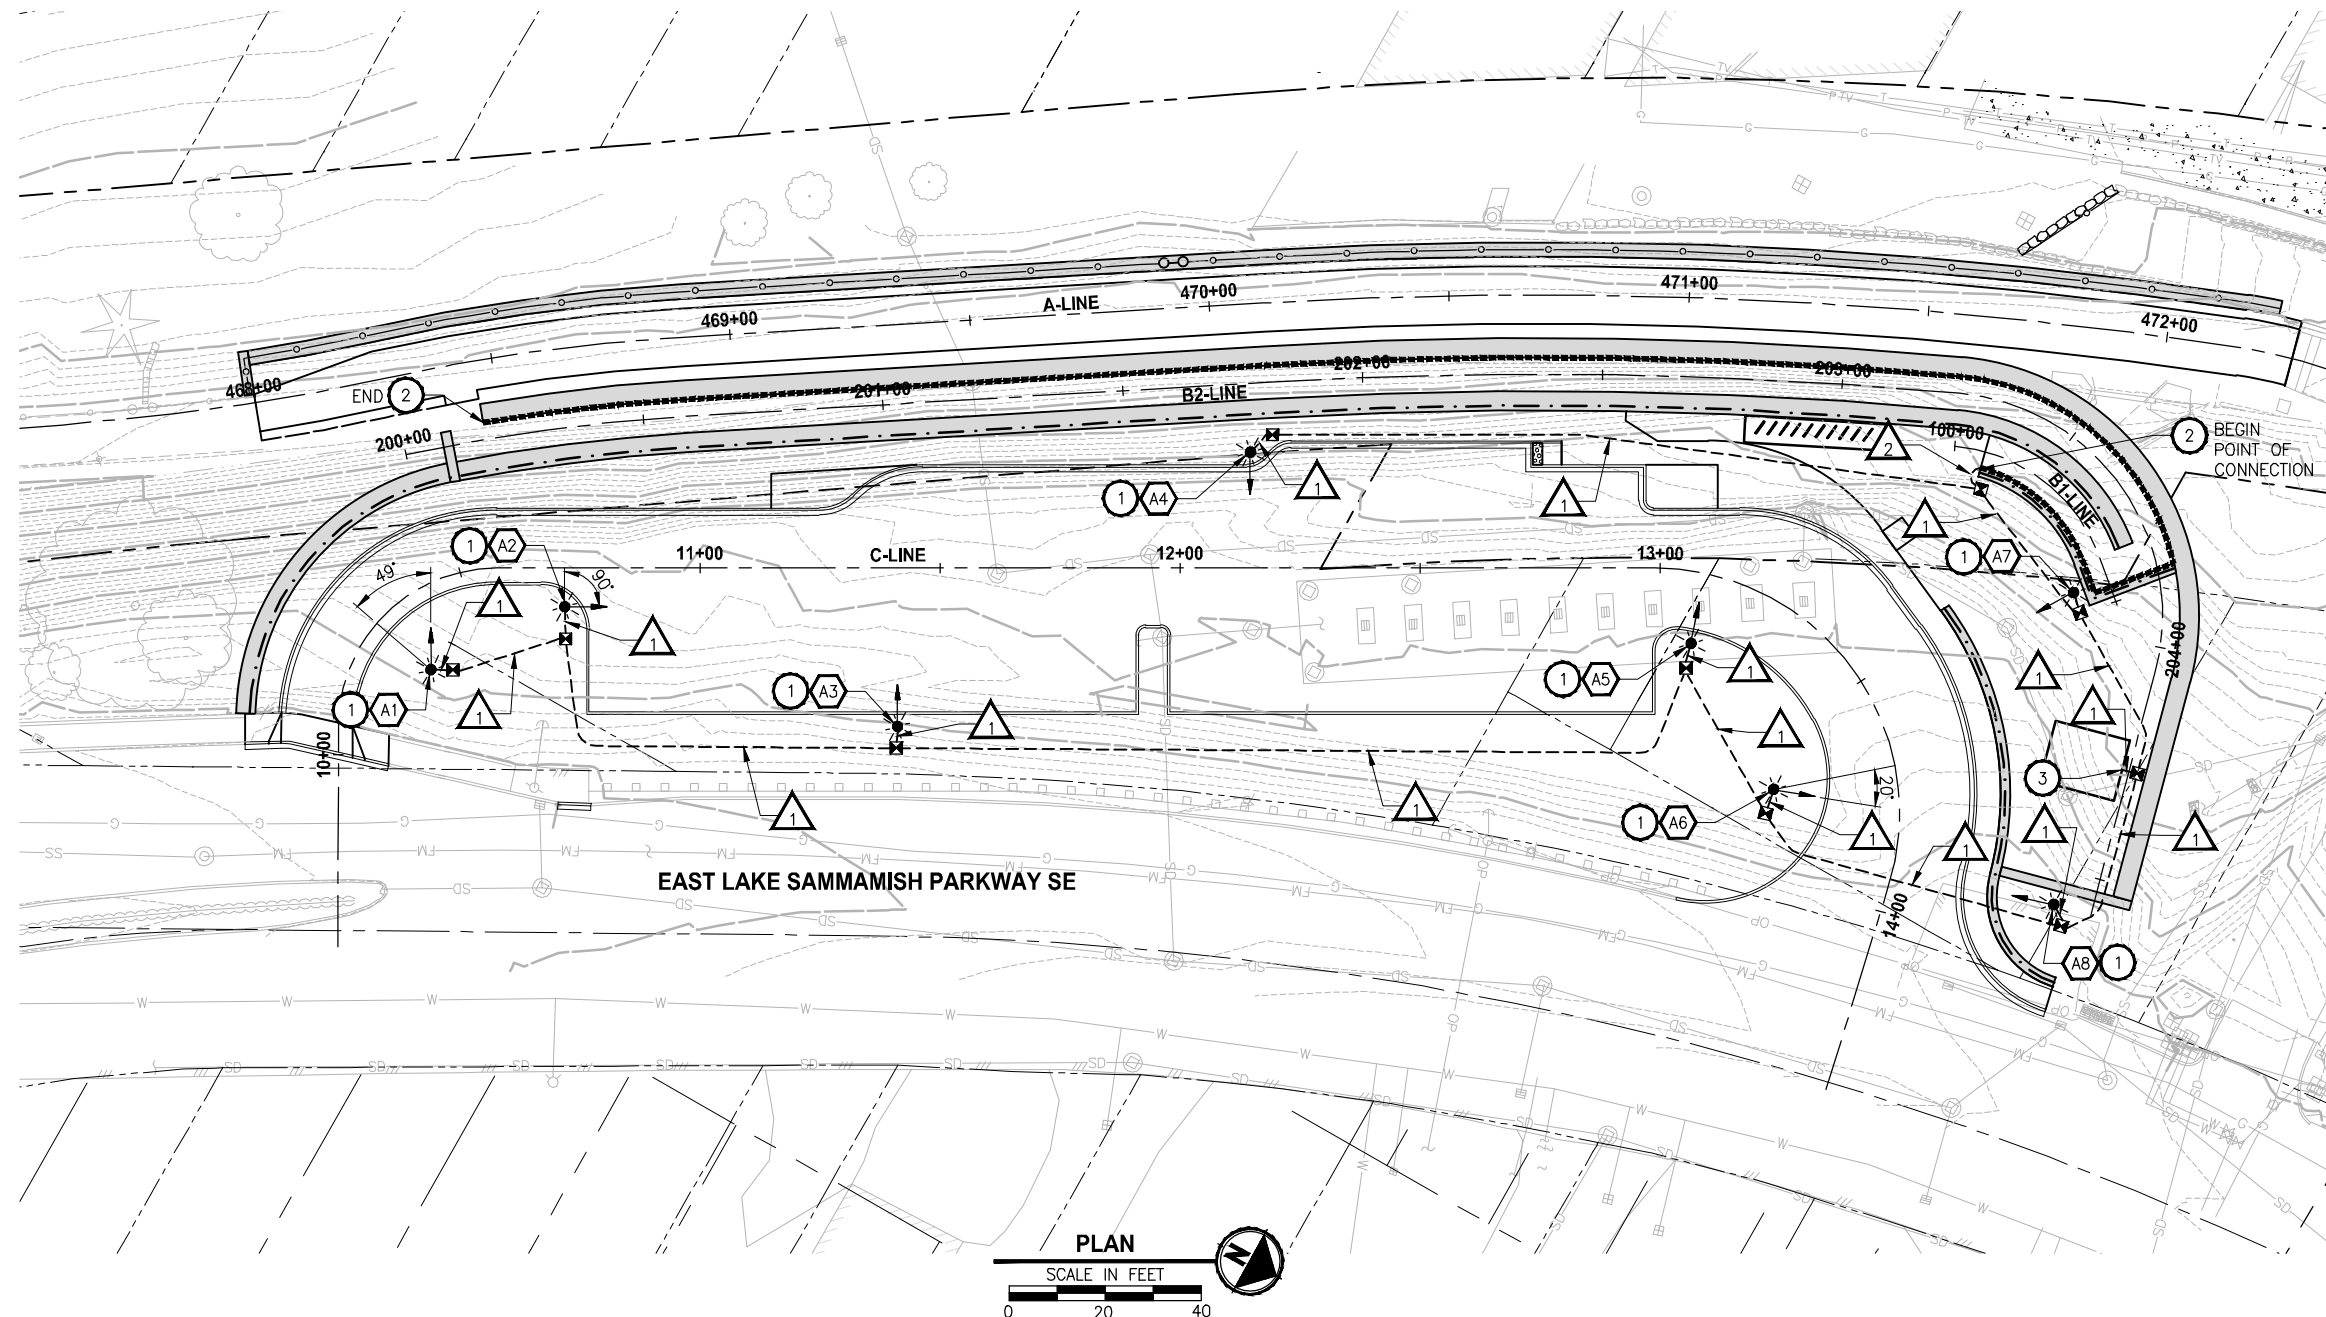 A-LINE
468+00
469+00
470+00
471+00
472+00
END 2
200+00
201+00
B2-LINE
202+00
203+00
204+00
100+00
B1-LINE
2 BEGIN
POINT OF
CONNECTION
1 A4
1
1
2
1
1 A7
1 A2
11+00
C-LINE
12+00
13+00
49°
90°
1
1
1 A3
1
1 A5
1
1
1
1 A1
1
1
3
10+00
1
1
1 A6
20°
1
1
1
1
14+00
EAST LAKE SAMMAMISH PARKWAY SE
A8 1
PLAN
N
SCALE IN FEET
0 20 40